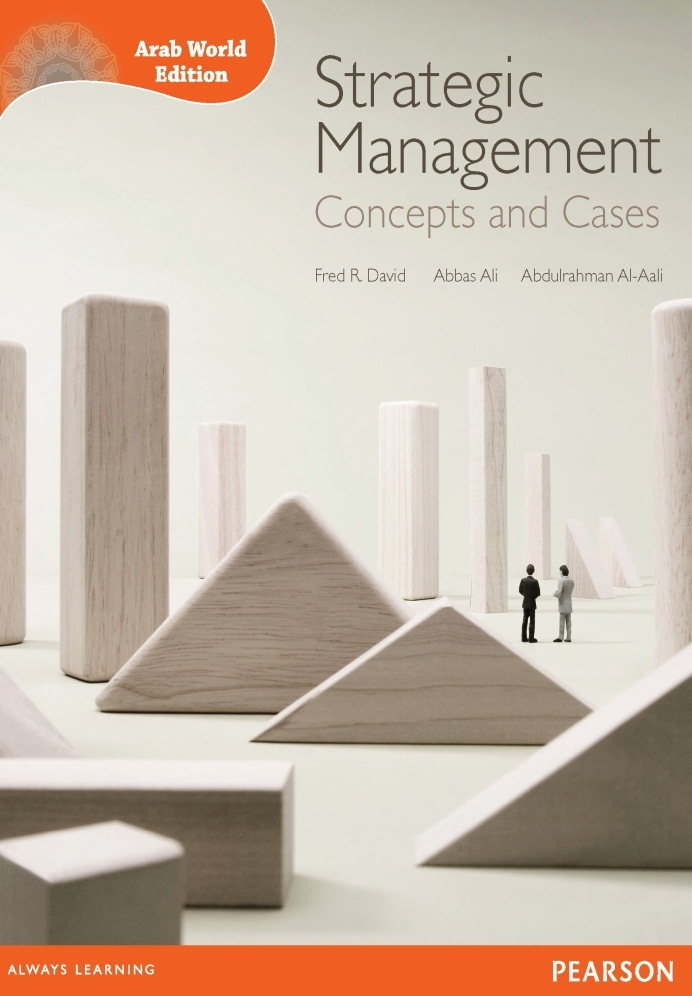 Arab World
Edition
Strategic
Management
Concepts and Cases
Fred R. David Abbas Ali Abdulrahman Al-Aali
ALWAYS LEARNING
PEARSON